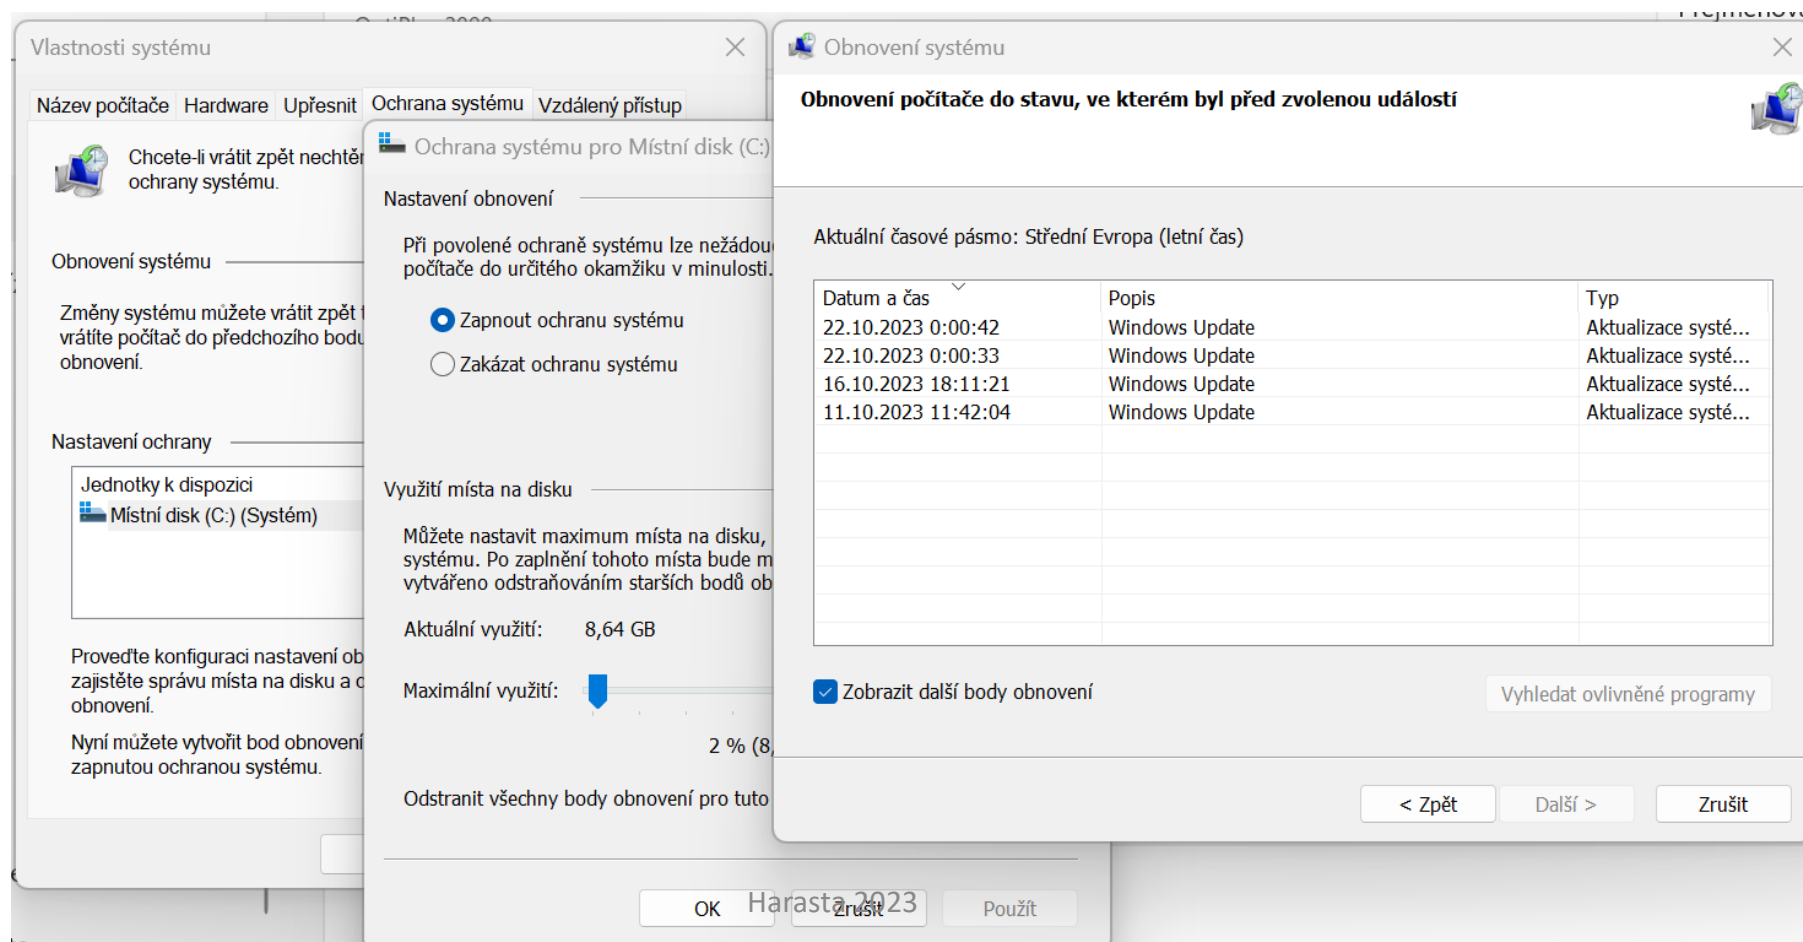 Vlastnosti systému
Název počítače Hardware Upřesnit Ochrana systému Vzdálený přístup
Chcete-li vrátit zpět
ochrany systému.
Obnovení systému
Změny systému můžete vrátit zpět
vrátíte počítač do předchozího
obnovení.
Nastavení ochrany
Jednotky k dispozici
Místní disk (C:) (Systém)
Proveďte konfiguraci nastavení
zajistěte správu místa na disku a
obnovení.
Nyní můžete vytvořit bod obnovení
zapnutou ochranou systému.
Ochrana systému pro Místní disk (C:)
Nastavení obnovení
Při povolené ochraně systému lze
počítače do určitého okamžiku v minulosti.
Zapnout ochranu systému
Zakázat ochranu systému
Využití místa na disku
Můžete nastavit maximum místa na disku,
systému. Po zaplnění tohoto místa bude
vytvářeno odstraňováním starších bodů
Aktuální využití: 8,64 GB
Maximální využití:
2 % (8,
Odstranit všechny body obnovení pro tuto
OK Zrušit Použít
Harasta 2023
Obnovení systému
Obnovení počítače do stavu, ve kterém byl před zvolenou událostí
Aktuální časové pásmo: Střední Evropa (letní čas)
Datum a čas Popis Typ
22.10.2023 0:00:42 Windows Update Aktualizace systé...
22.10.2023 0:00:33 Windows Update Aktualizace systé...
16.10.2023 18:11:21 Windows Update Aktualizace systé...
11.10.2023 11:42:04 Windows Update Aktualizace systé...
Zobrazit další body obnovení
Vyhledat ovlivněné programy
< Zpět Další > Zrušit